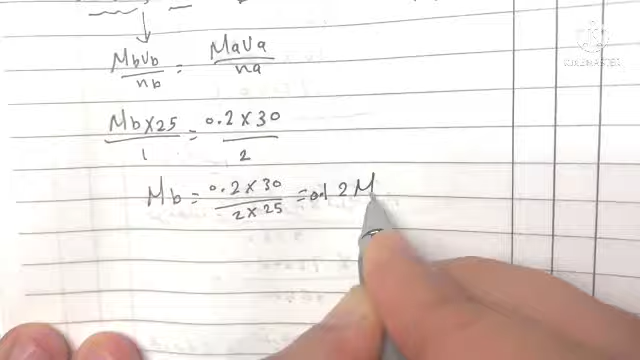 KINEMASTER
MbVb/nb = MaVa/na
Mb×25/1 = 0.2×30/2
Mb = 0.2×30/2×25 = 0.12M